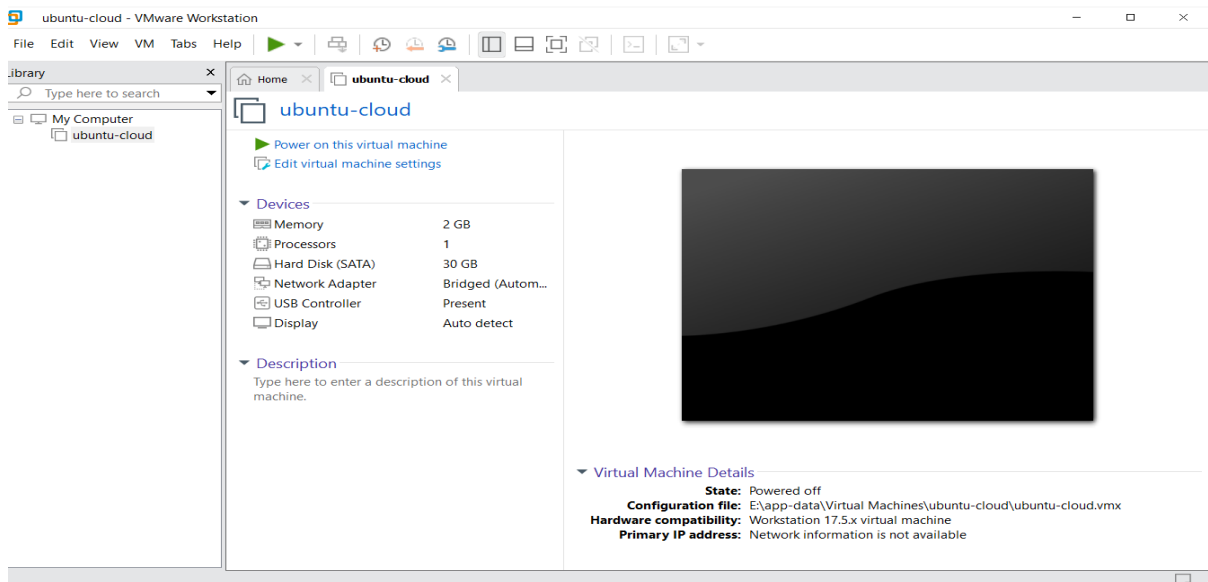 ubuntu-cloud - VMware Workstation
File Edit View VM Tabs Help
Library
Type here to search
My Computer
ubuntu-cloud
Home
ubuntu-cloud
ubuntu-cloud
Power on this virtual machine
Edit virtual machine settings
Devices
Memory 2 GB
Processors 1
Hard Disk (SATA) 30 GB
Network Adapter Bridged (Autom...
USB Controller Present
Display Auto detect
Description
Type here to enter a description of this virtual
machine.
Virtual Machine Details
State: Powered off
Configuration file: E:\app-data\Virtual Machines\ubuntu-cloud\ubuntu-cloud.vmx
Hardware compatibility: Workstation 17.5.x virtual machine
Primary IP address: Network information is not available